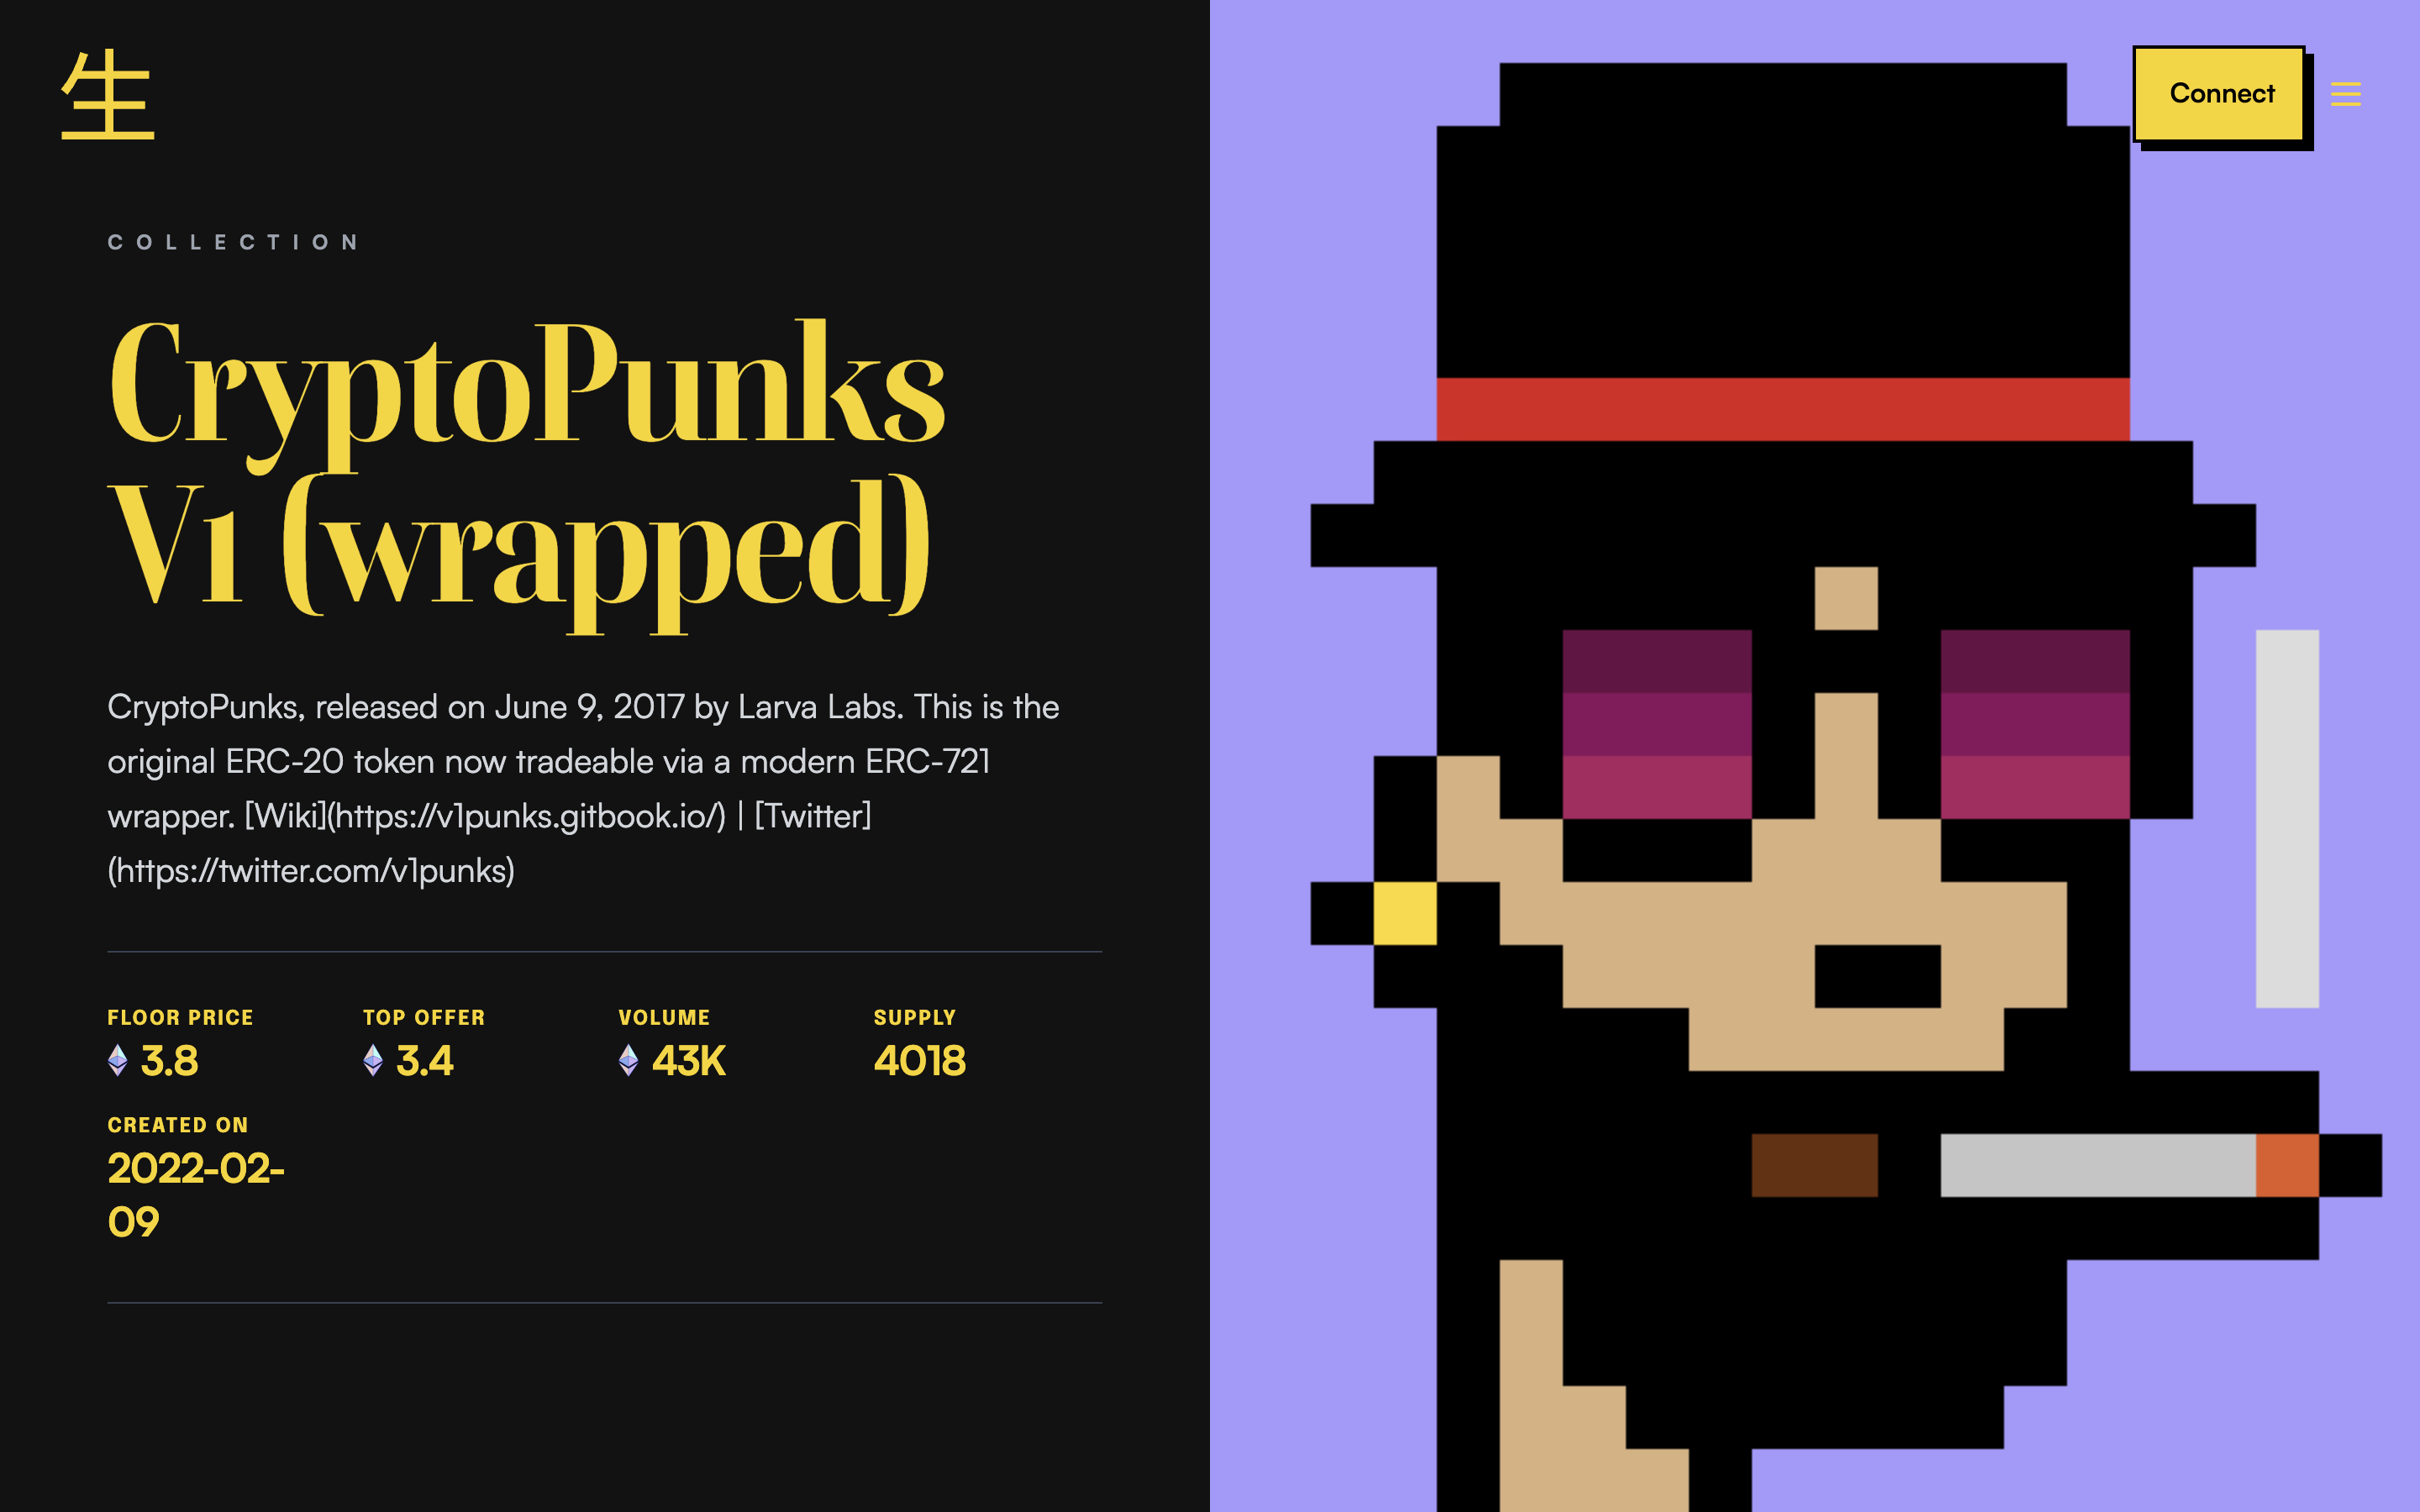 生
Connect
COLLECTION
CryptoPunks
V1 (wrapped)
CryptoPunks, released on June 9, 2017 by Larva Labs. This is the
original ERC-20 token now tradeable via a modern ERC-721
wrapper. [Wiki](https://v1punks.gitbook.io/) | [Twitter]
(https://twitter.com/v1punks)
FLOOR PRICE
3.8
TOP OFFER
3.4
VOLUME
43K
SUPPLY
4018
CREATED ON
2022-02-
09